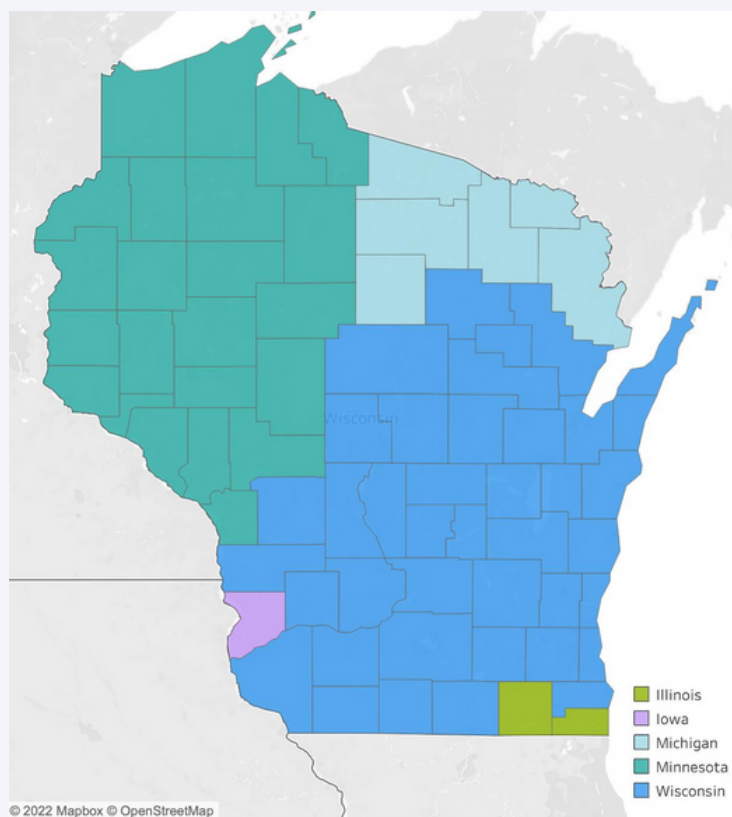 Wisconsin
Illinois
Iowa
Michigan
Minnesota
Wisconsin
© 2022 Mapbox © OpenStreetMap